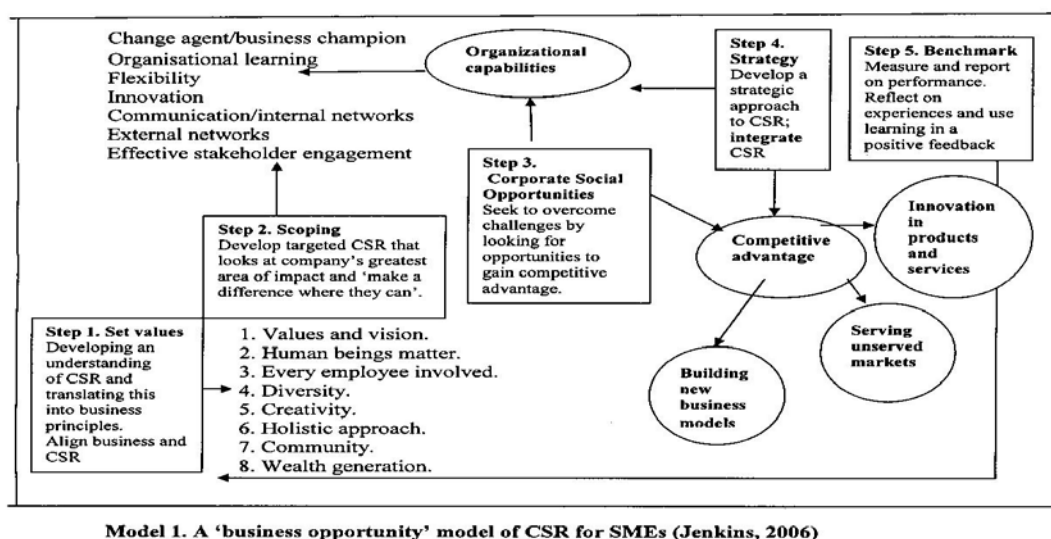 Change agent/business champion
Organisational learning
Flexibility
Innovation
Communication/internal networks
External networks
Effective stakeholder engagement
Organizational
capabilities
Step 4.
Strategy
Develop a
strategic
approach
to CSR;
integrate
CSR
Step 5. Benchmark
Measure and report
on performance.
Reflect on
experiences and use
learning in a
positive feedback
Step 3.
Corporate Social
Opportunities
Seek to overcome
challenges by
looking for
opportunities to
gain competitive
advantage.
Step 2. Scoping
Develop targeted CSR that
looks at company's greatest
area of impact and 'make a
difference where they can'.
Competitive
advantage
Innovation
in
products
and
services
Serving
unserved
markets
Building
new
business
models
Step 1. Set values
Developing an
understanding
of CSR and
translating this
into business
principles.
Align business and
CSR
1. Values and vision.
2. Human beings matter.
3. Every employee involved.
4. Diversity.
5. Creativity.
6. Holistic approach.
7. Community.
8. Wealth generation.
Model 1. A 'business opportunity' model of CSR for SMEs (Jenkins, 2006)